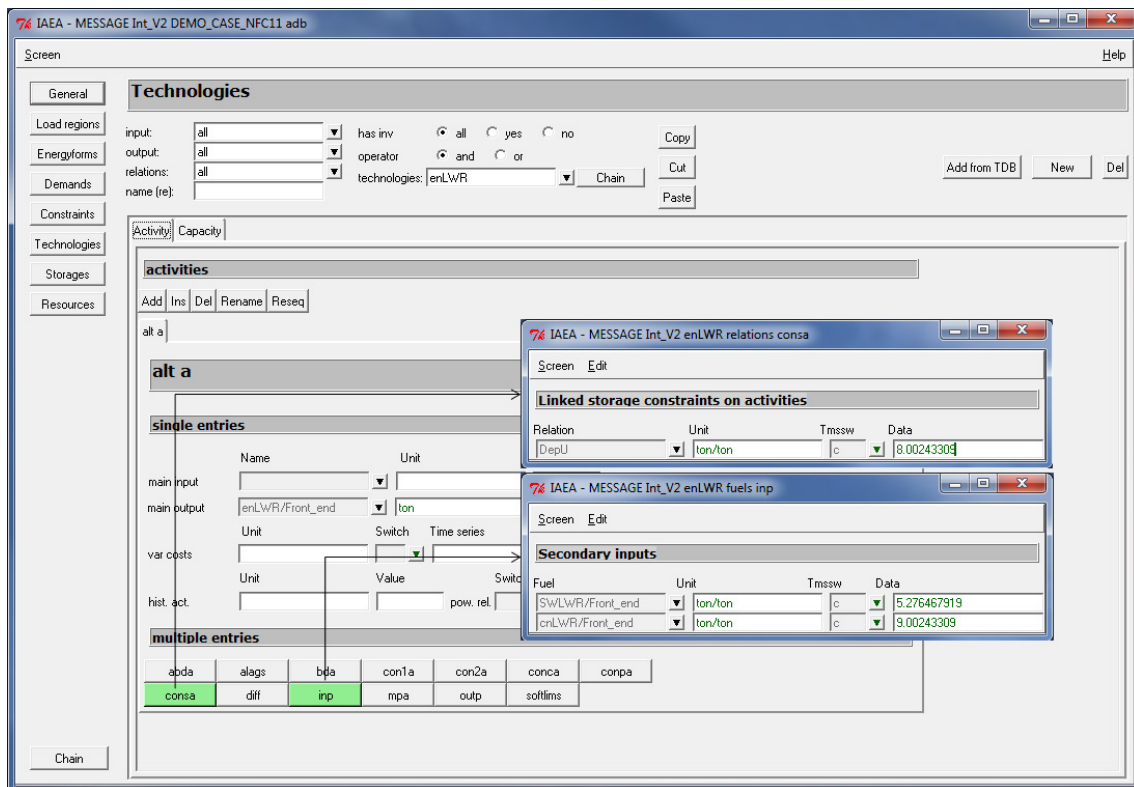 IAEA - MESSAGE Int_V2 DEMO_CASE_NFC11 adb
Screen Help
General
Technologies
Load regions
input: all has inv all yes no Copy
Energyforms
output: all operator and or
relations: all technologies: enLWR Chain Cut Add from TDB New Del
Demands
name (re): Paste
Constraints
Activity Capacity
Technologies
activities
Storages
Resources
Add Ins Del Rename Reseq
alt a
alt a
single entries
Name Unit
main input
main output enLWR/Front_end ton
Unit Switch Time series
var costs
Unit Value Switc
hist. act. pow. rel.
multiple entries
abda alags bda con1a con2a conca conpa
consa diff inp mpa outp softlims
Chain
IAEA - MESSAGE Int_V2 enLWR relations consa
Screen Edit
Linked storage constraints on activities
Relation Unit Tmssw Data
DepU ton/ton c 8.00243309
IAEA - MESSAGE Int_V2 enLWR fuels inp
Screen Edit
Secondary inputs
Fuel Unit Tmssw Data
SWLWR/Front_end ton/ton c 5.276467919
cnLWR/Front_end ton/ton c 9.00243309